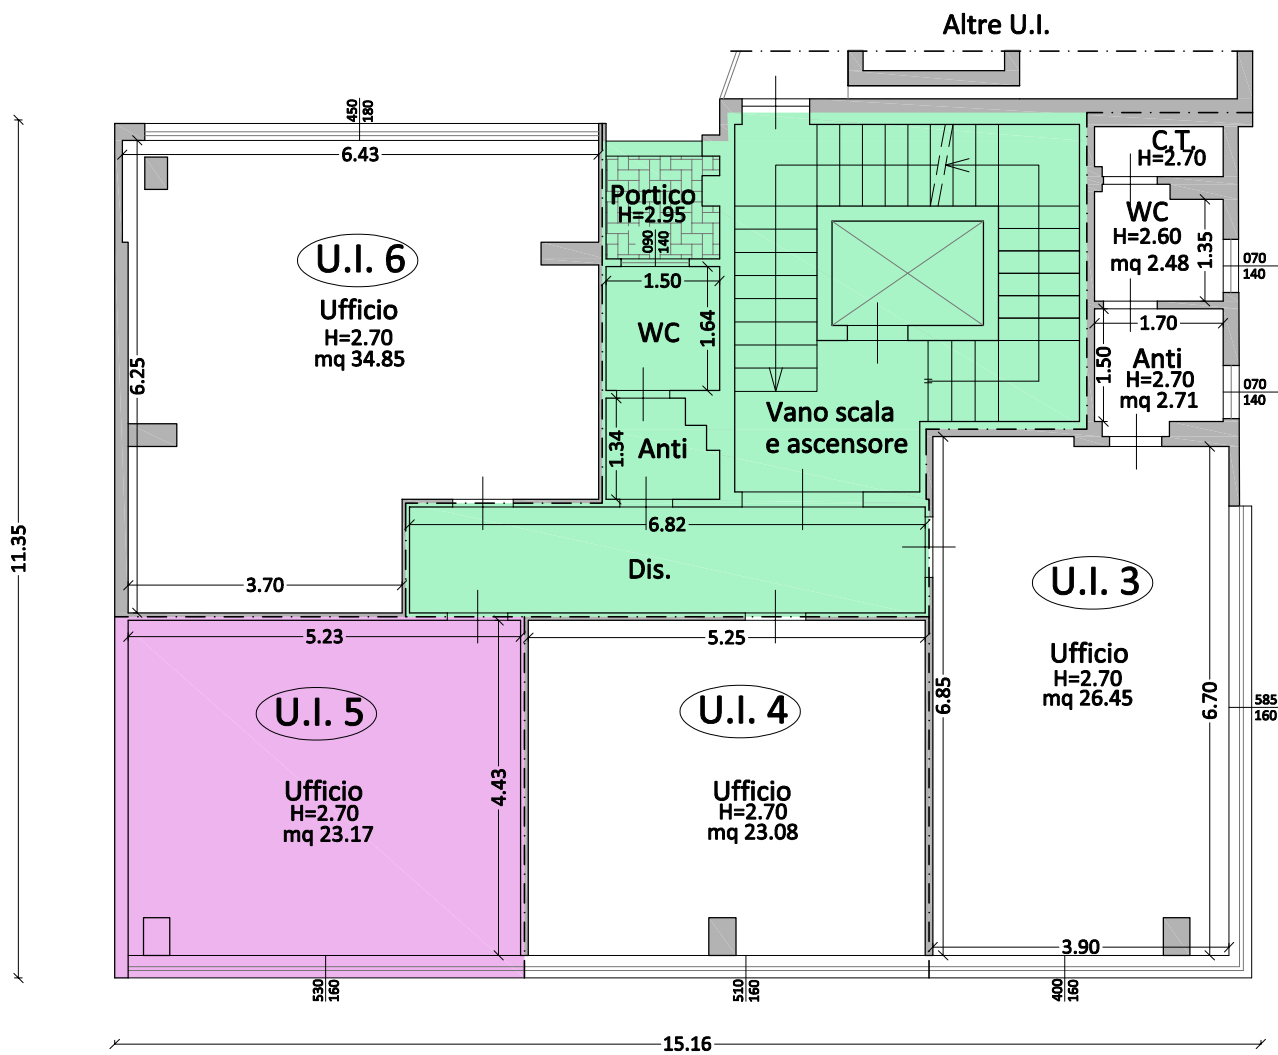 Altre U.I.
450
180
6.43
C.T.
H=2.70
Portico
H=2.95
090
140
WC
H=2.60
mq 2.48
1.35
070
140
U.I. 6
Ufficio
H=2.70
mq 34.85
1.50
WC
1.64
1.70
Anti
H=2.70
mq 2.71
1.50
070
140
6.25
Vano scala
e ascensore
1.34
Anti
11.35
6.82
Dis.
3.70
U.I. 3
Ufficio
H=2.70
mq 26.45
5.23
5.25
6.85
6.70
585
160
U.I. 5
Ufficio
H=2.70
mq 23.17
4.43
U.I. 4
Ufficio
H=2.70
mq 23.08
3.90
530
160
510
160
400
160
15.16